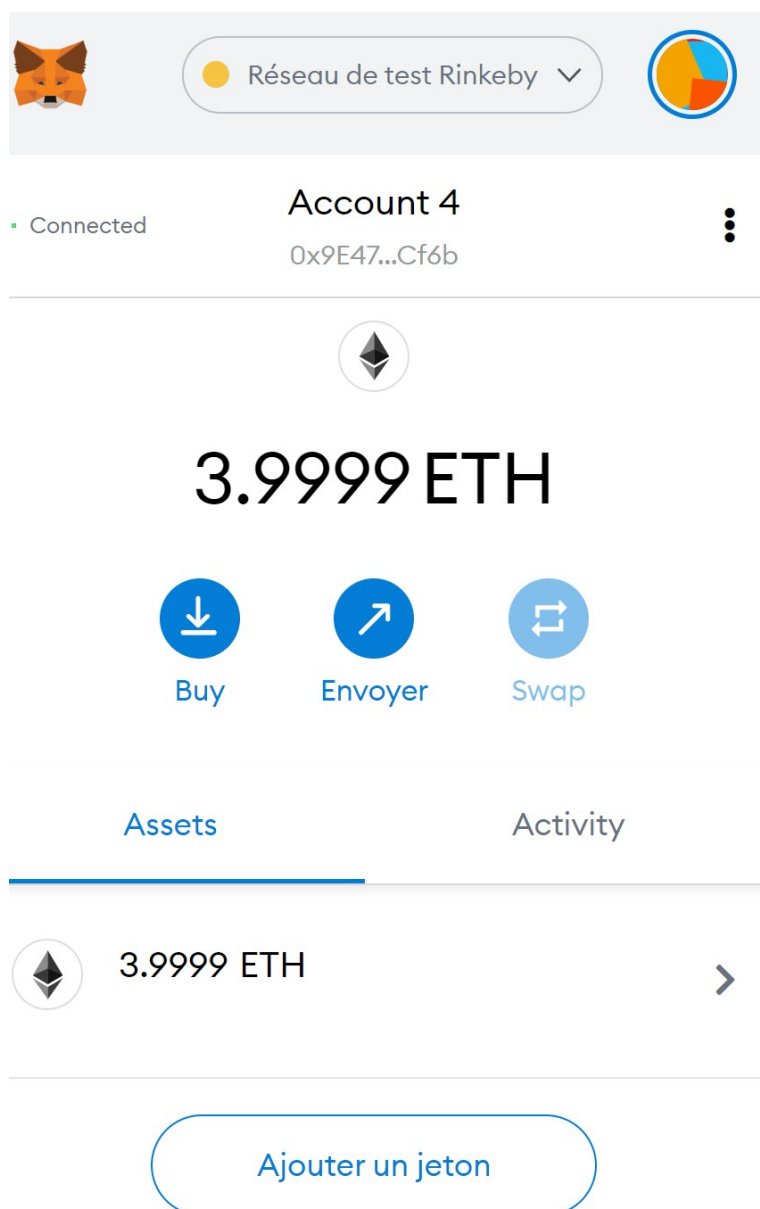 Réseau de test Rinkeby
Account 4
Connected
0x9E47...Cf6b
3.9999 ETH
Buy
Envoyer
Swap
Assets
Activity
3.9999 ETH
Ajouter un jeton